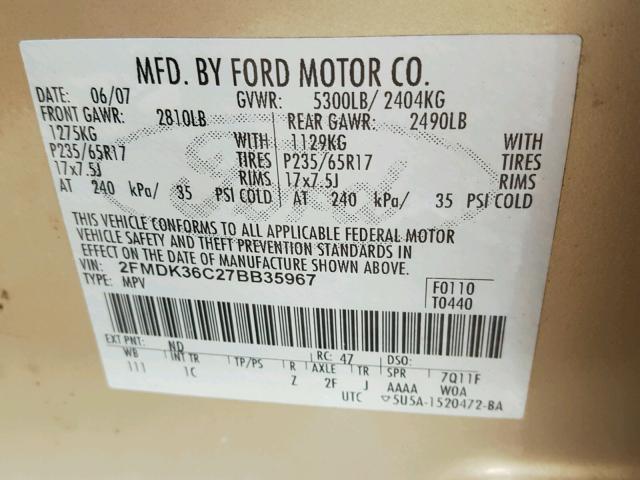 MFD. BY FORD MOTOR CO.
DATE: 06/07 GVWR: 5300LB/ 2404KG
FRONT GAWR: 2810LB REAR GAWR: 2490LB
1275KG WITH 1129KG WITH
P235/65R17 TIRES P235/65R17 TIRES
17x7.5J RIMS 17x7.5J RIMS
AT 240 kPa/ 35 PSI COLD AT 240 kPa/ 35 PSI COLD
Ford
THIS VEHICLE CONFORMS TO ALL APPLICABLE FEDERAL MOTOR
VEHICLE SAFETY AND THEFT PREVENTION STANDARDS IN
EFFECT ON THE DATE OF MANUFACTURE SHOWN ABOVE.
VIN: 2FMDK36C27BB35967
TYPE: MPV
F0110
T0440
EXT PNT: ND RC: 47 DSO:
WB INT TR TP/PS R AXLE TR SPR 7Q11F
111 1C Z 2F J AAAA W0A
UTC 5U5A-1520472-BA